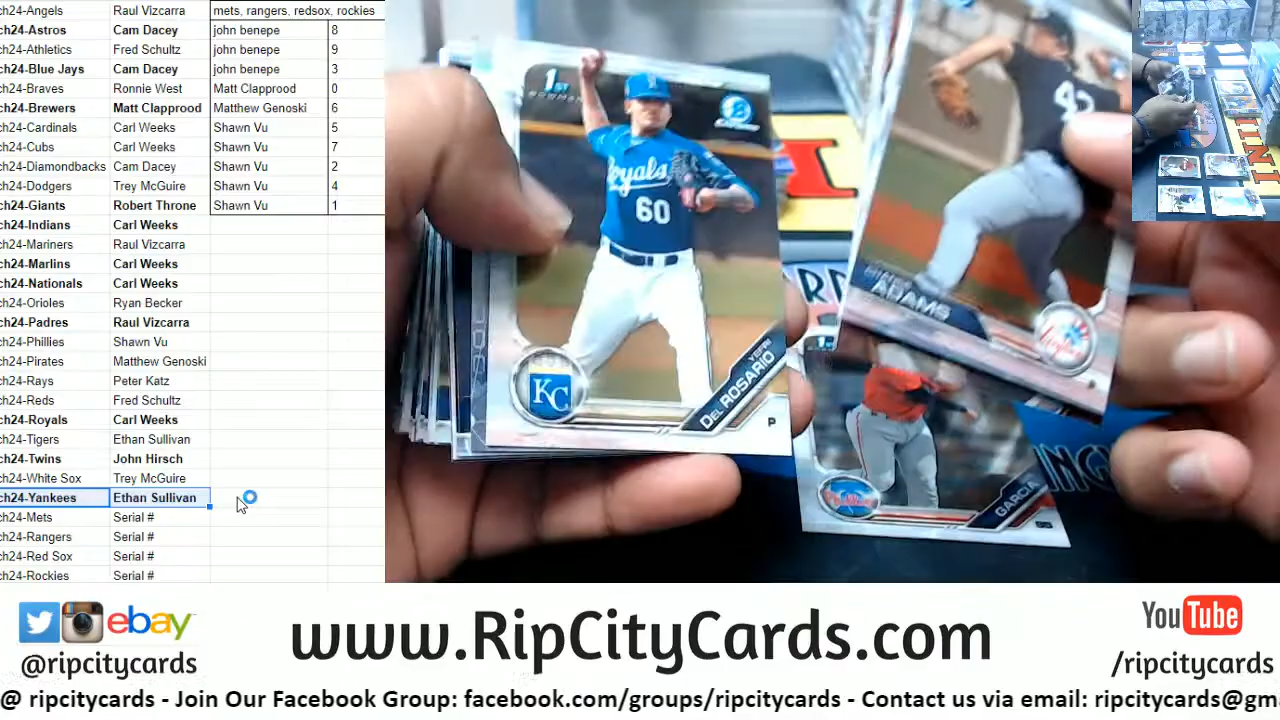 ch24-Angels Raul Vizcarra mets, rangers, redsox, rockies
ch24-Astros Cam Dacey john benepe 8
ch24-Athletics Fred Schultz john benepe 9
ch24-Blue Jays Cam Dacey john benepe 3
ch24-Braves Ronnie West Matt Clapprood 0
ch24-Brewers Matt Clapprood Matthew Genoski 6
ch24-Cardinals Carl Weeks Shawn Vu 5
ch24-Cubs Carl Weeks Shawn Vu 7
ch24-Diamondbacks Cam Dacey Shawn Vu 2
ch24-Dodgers Trey McGuire Shawn Vu 4
ch24-Giants Robert Throne Shawn Vu 1
ch24-Indians Carl Weeks
ch24-Mariners Raul Vizcarra
ch24-Marlins Carl Weeks
ch24-Nationals Carl Weeks
ch24-Orioles Ryan Becker
ch24-Padres Raul Vizcarra
ch24-Phillies Shawn Vu
ch24-Pirates Matthew Genoski
ch24-Rays Peter Katz
ch24-Reds Fred Schultz
ch24-Royals Carl Weeks
ch24-Tigers Ethan Sullivan
ch24-Twins John Hirsch
ch24-White Sox Trey McGuire
ch24-Yankees Ethan Sullivan
ch24-Mets Serial #
ch24-Rangers Serial #
ch24-Red Sox Serial #
ch24-Rockies Serial #
1st
BOWMAN
Royals
60
KC
DEL ROSARIO
P
ADAMS
GARCIA
ebay
@ripcitycards
www.RipCityCards.com
YouTube
/ripcitycards
@ ripcitycards - Join Our Facebook Group: facebook.com/groups/ripcitycards - Contact us via email: ripcitycards@gm